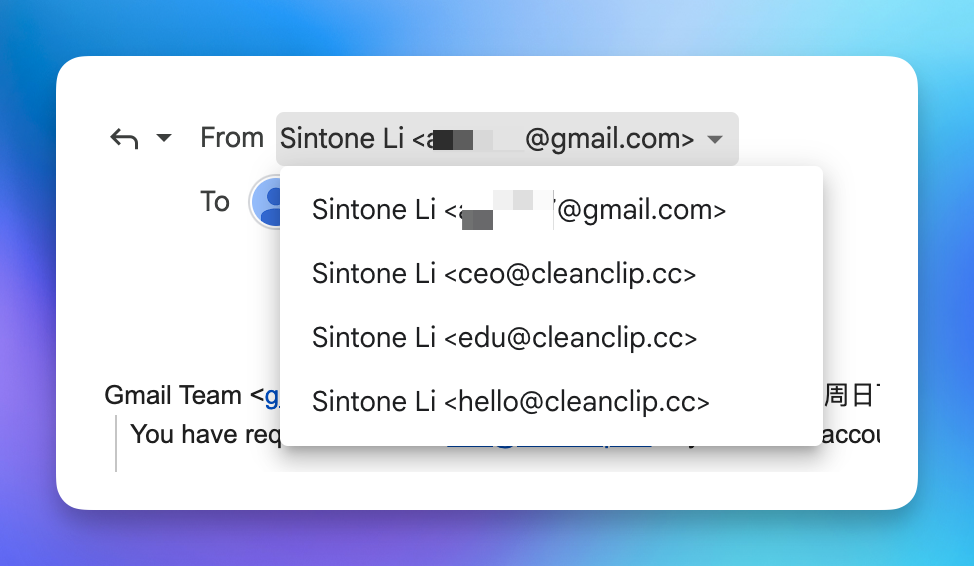 From Sintone Li <a @gmail.com>
To
Sintone Li < @gmail.com>
Sintone Li <ceo@cleanclip.cc>
Sintone Li <edu@cleanclip.cc>
Sintone Li <hello@cleanclip.cc>
Gmail Team <g 周日
You have req accou